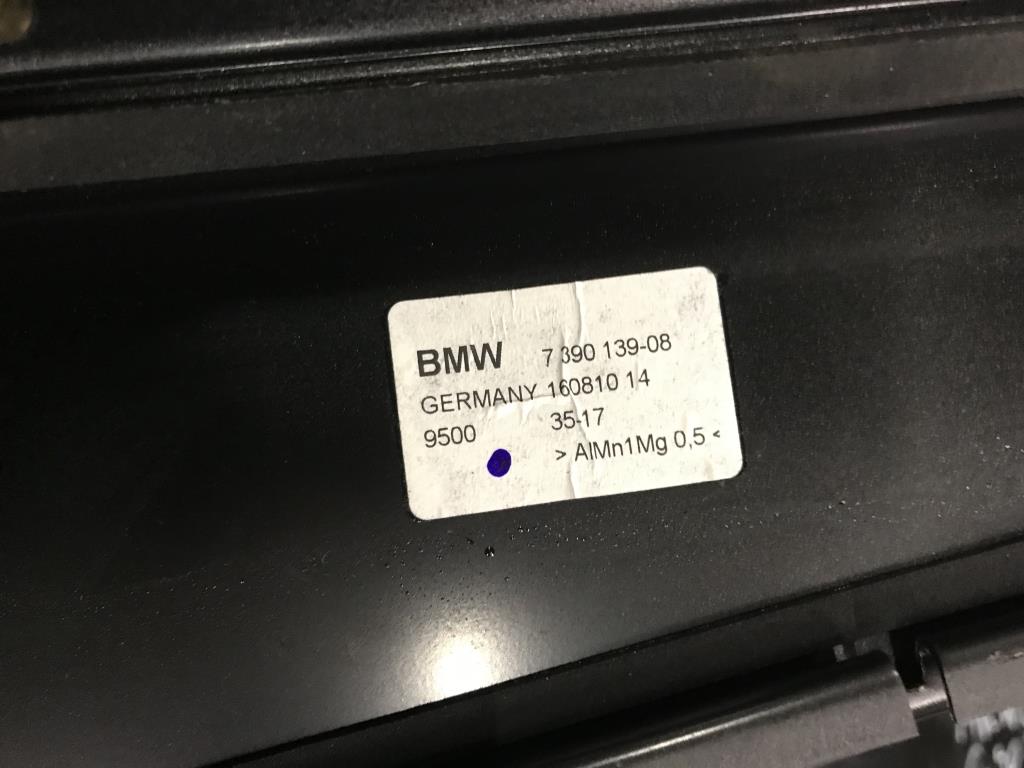 BMW 7 390 139-08
GERMANY 160810 14
9500 35-17
> AlMn1Mg 0,5 <